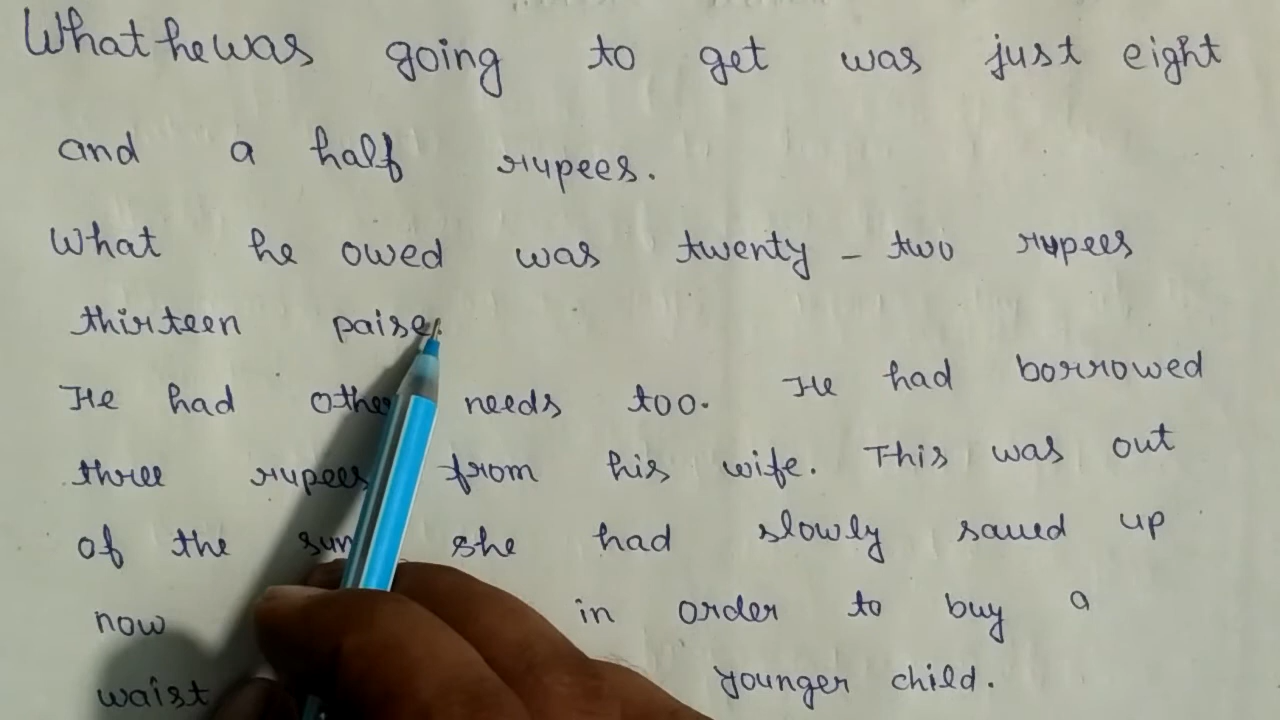 What he was going to get was just eight
and a half rupees.
What he owed was twenty-two rupees
thirteen paise.
He had other needs too. He had borrowed
three rupees from his wife. This was out
of the sum she had slowly saved up
now in order to buy a
waist younger child.